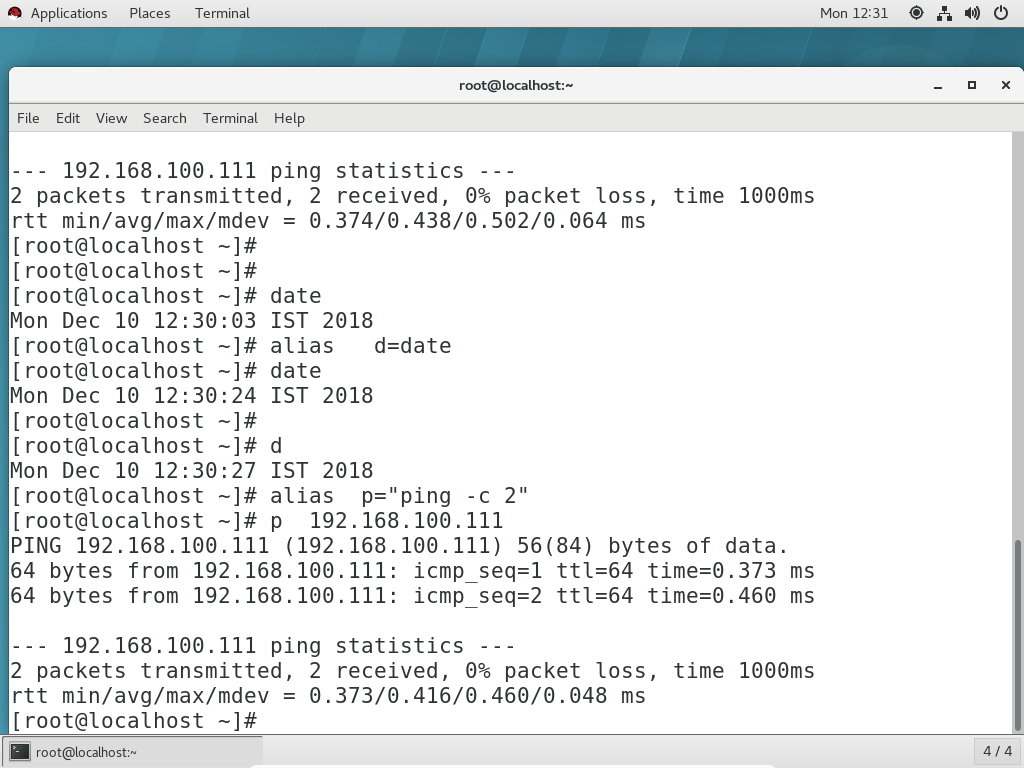 Applications Places Terminal Mon 12:31
root@localhost:~
File Edit View Search Terminal Help
--- 192.168.100.111 ping statistics ---
2 packets transmitted, 2 received, 0% packet loss, time 1000ms
rtt min/avg/max/mdev = 0.374/0.438/0.502/0.064 ms
[root@localhost ~]#
[root@localhost ~]#
[root@localhost ~]# date
Mon Dec 10 12:30:03 IST 2018
[root@localhost ~]# alias   d=date
[root@localhost ~]# date
Mon Dec 10 12:30:24 IST 2018
[root@localhost ~]#
[root@localhost ~]# d
Mon Dec 10 12:30:27 IST 2018
[root@localhost ~]# alias  p="ping -c 2"
[root@localhost ~]# p  192.168.100.111
PING 192.168.100.111 (192.168.100.111) 56(84) bytes of data.
64 bytes from 192.168.100.111: icmp_seq=1 ttl=64 time=0.373 ms
64 bytes from 192.168.100.111: icmp_seq=2 ttl=64 time=0.460 ms
--- 192.168.100.111 ping statistics ---
2 packets transmitted, 2 received, 0% packet loss, time 1000ms
rtt min/avg/max/mdev = 0.373/0.416/0.460/0.048 ms
[root@localhost ~]#
root@localhost:~ 4 / 4